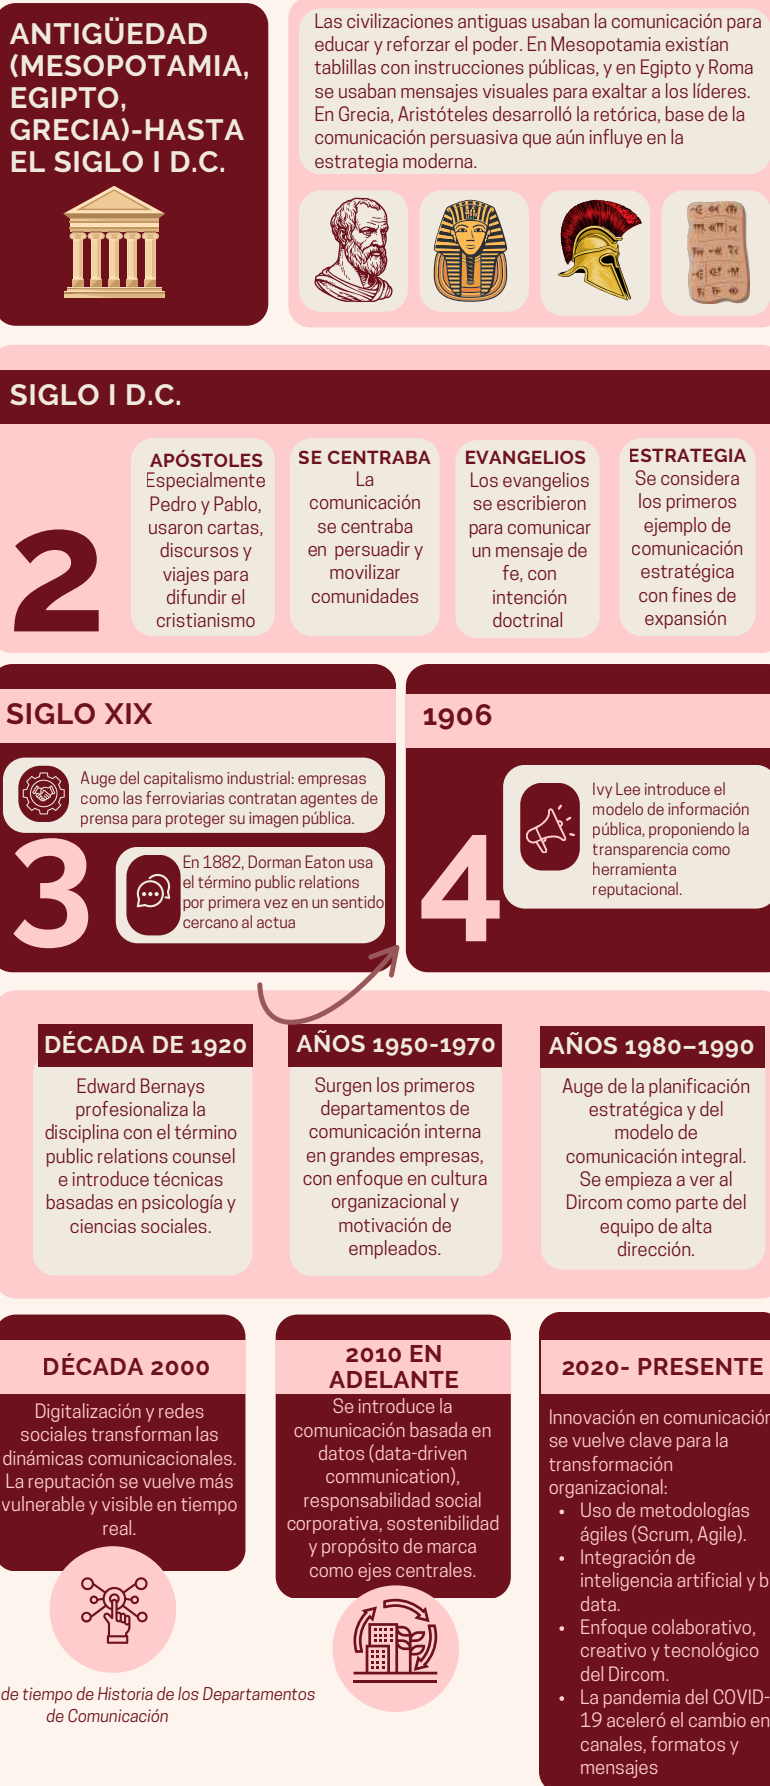 ANTIGÜEDAD
(MESOPOTAMIA,
EGIPTO,
GRECIA)-HASTA
EL SIGLO I D.C.
Las civilizaciones antiguas usaban la comunicación para
educar y reforzar el poder. En Mesopotamia existían
tablillas con instrucciones públicas, y en Egipto y Roma
se usaban mensajes visuales para exaltar a los líderes.
En Grecia, Aristóteles desarrolló la retórica, base de la
comunicación persuasiva que aún influye en la
estrategia moderna.
SIGLO I D.C.
2
APÓSTOLES
Especialmente
Pedro y Pablo,
usaron cartas,
discursos y
viajes para
difundir el
cristianismo
SE CENTRABA
La
comunicación
se centraba
en persuadir y
movilizar
comunidades
EVANGELIOS
Los evangelios
se escribieron
para comunicar
un mensaje de
fe, con
intención
doctrinal
ESTRATEGIA
Se considera
los primeros
ejemplo de
comunicación
estratégica
con fines de
expansión
SIGLO XIX
Auge del capitalismo industrial: empresas
como las ferroviarias contratan agentes de
prensa para proteger su imagen pública.
3
En 1882, Dorman Eaton usa
el término public relations
por primera vez en un sentido
cercano al actua
1906
4
Ivy Lee introduce el
modelo de información
pública, proponiendo la
transparencia como
herramienta
reputacional.
DÉCADA DE 1920
Edward Bernays
profesionaliza la
disciplina con el término
public relations counsel
e introduce técnicas
basadas en psicología y
ciencias sociales.
AÑOS 1950-1970
Surgen los primeros
departamentos de
comunicación interna
en grandes empresas,
con enfoque en cultura
organizacional y
motivación de
empleados.
AÑOS 1980–1990
Auge de la planificación
estratégica y del
modelo de
comunicación integral.
Se empieza a ver al
Dircom como parte del
equipo de alta
dirección.
DÉCADA 2000
Digitalización y redes
sociales transforman las
dinámicas comunicacionales.
La reputación se vuelve más
vulnerable y visible en tiempo
real.
2010 EN
ADELANTE
Se introduce la
comunicación basada en
datos (data-driven
communication),
responsabilidad social
corporativa, sostenibilidad
y propósito de marca
como ejes centrales.
2020- PRESENTE
Innovación en comunicación
se vuelve clave para la
transformación
organizacional:
• Uso de metodologías
ágiles (Scrum, Agile).
• Integración de
inteligencia artificial y b
data.
• Enfoque colaborativo,
creativo y tecnológico
del Dircom.
• La pandemia del COVID-
19 aceleró el cambio en
canales, formatos y
mensajes
de tiempo de Historia de los Departamentos
de Comunicación